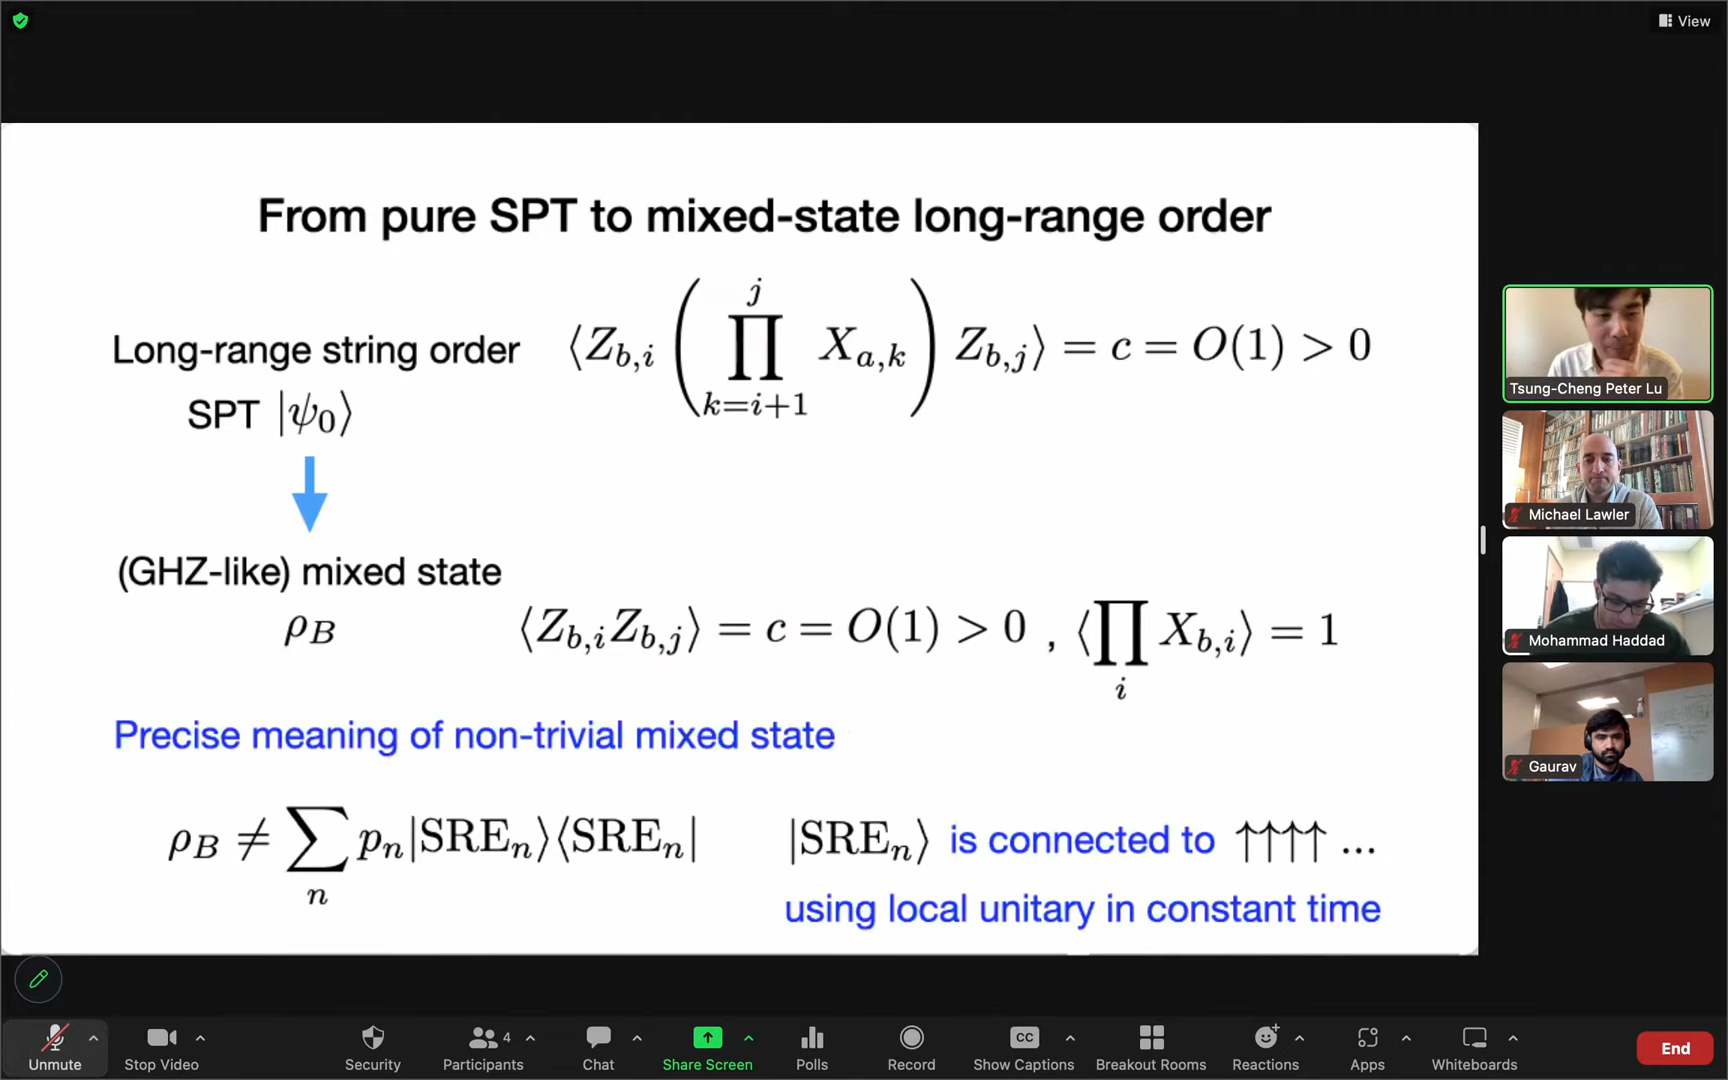 View
From pure SPT to mixed-state long-range order
Long-range string order ⟨Z_{b,i} (∏_{k=i+1}^{j} X_{a,k}) Z_{b,j}⟩ = c = O(1) > 0
SPT |ψ₀⟩
(GHZ-like) mixed state
ρ_B ⟨Z_{b,i}Z_{b,j}⟩ = c = O(1) > 0 , ⟨∏_i X_{b,i}⟩ = 1
Precise meaning of non-trivial mixed state
ρ_B ≠ ∑_n p_n|SRE_n⟩⟨SRE_n| |SRE_n⟩ is connected to ↑↑↑↑ ...
using local unitary in constant time
Tsung-Cheng Peter Lu
Michael Lawler
Mohammad Haddad
Gaurav
Unmute
Stop Video
Security
4
Participants
Chat
Share Screen
Polls
Record
CC
Show Captions
Breakout Rooms
Reactions
Apps
Whiteboards
End